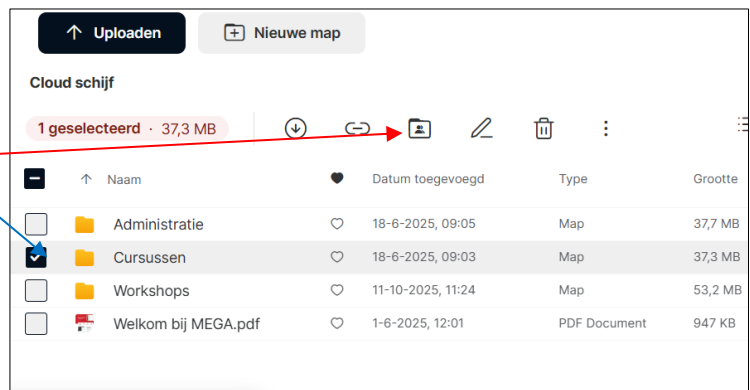 Uploaden Nieuwe map
Cloud schijf
1 geselecteerd · 37,3 MB
Naam Datum toegevoegd Type Grootte
Administratie 18-6-2025, 09:05 Map 37,7 MB
Cursussen 18-6-2025, 09:03 Map 37,3 MB
Workshops 11-10-2025, 11:24 Map 53,2 MB
Welkom bij MEGA.pdf 1-6-2025, 12:01 PDF Document 947 KB